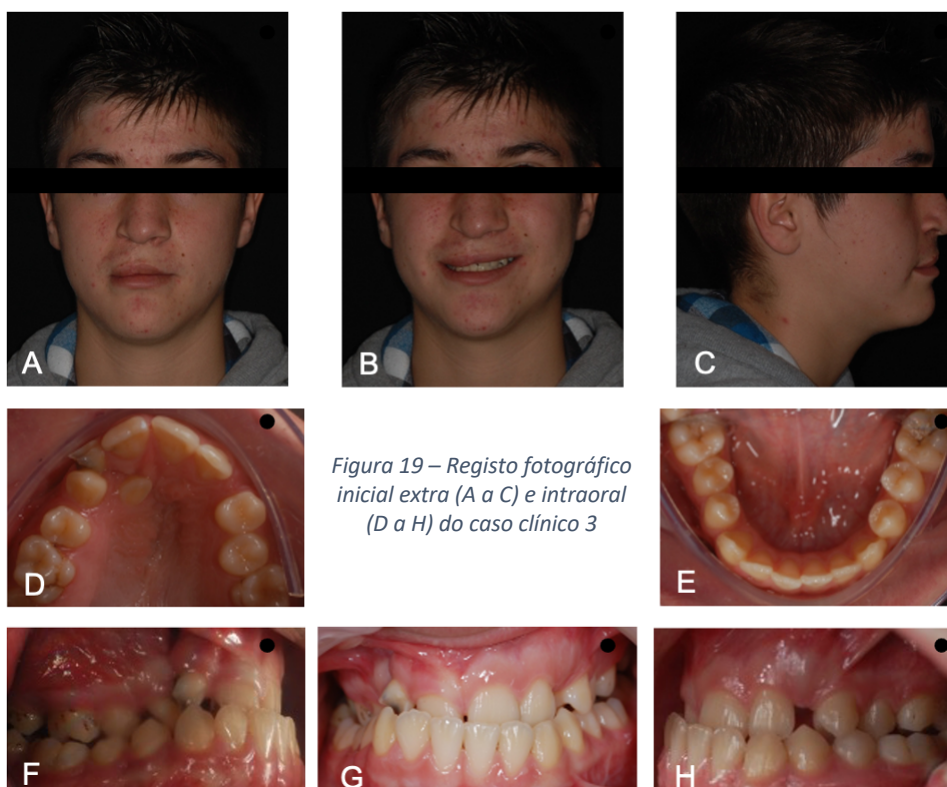 A
B
C
D
Figura 19 – Registo fotográfico
inicial extra (A a C) e intraoral
(D a H) do caso clínico 3
E
F
G
H